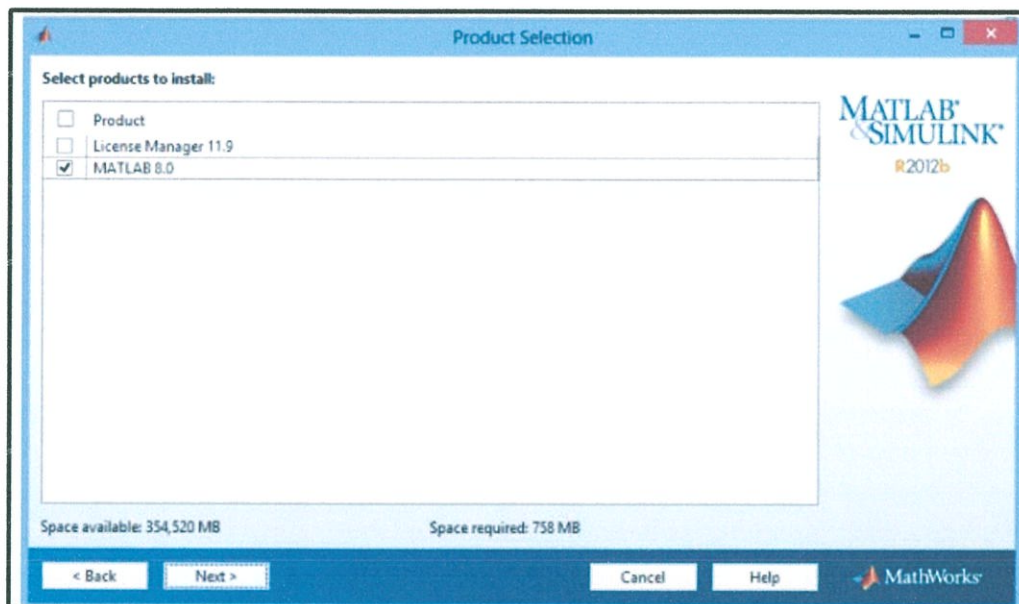 Product Selection
Select products to install:
Product
License Manager 11.9
MATLAB 8.0
MATLAB®
&SIMULINK®
R2012b
Space available: 354,520 MB
Space required: 758 MB
< Back
Next >
Cancel
Help
MathworksMathWorks®